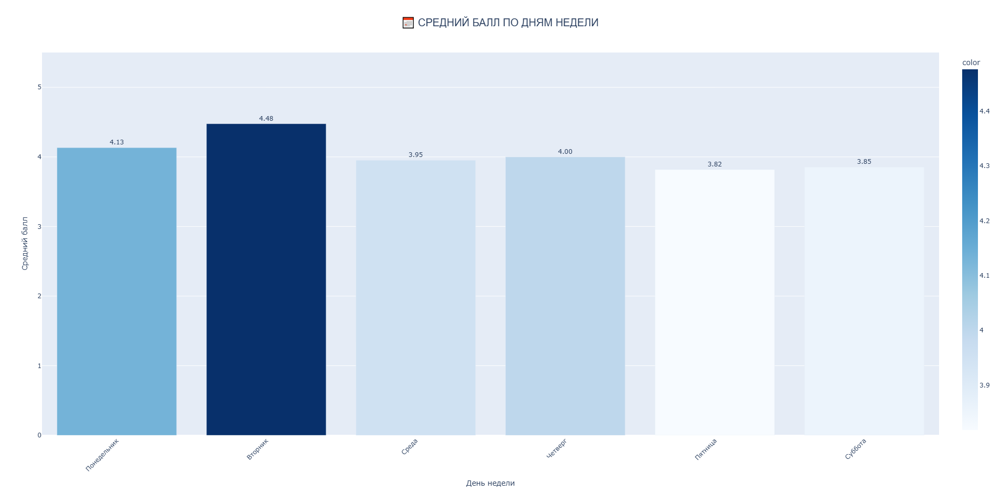 📅 СРЕДНИЙ БАЛЛ ПО ДНЯМ НЕДЕЛИ
color
5
4
3
2
1
0
Средний балл
4.13
4.48
3.95
4.00
3.82
3.85
4.4
4.3
4.2
4.1
4
3.9
Понедельник
Вторник
Среда
Четверг
Пятница
Суббота
День недели